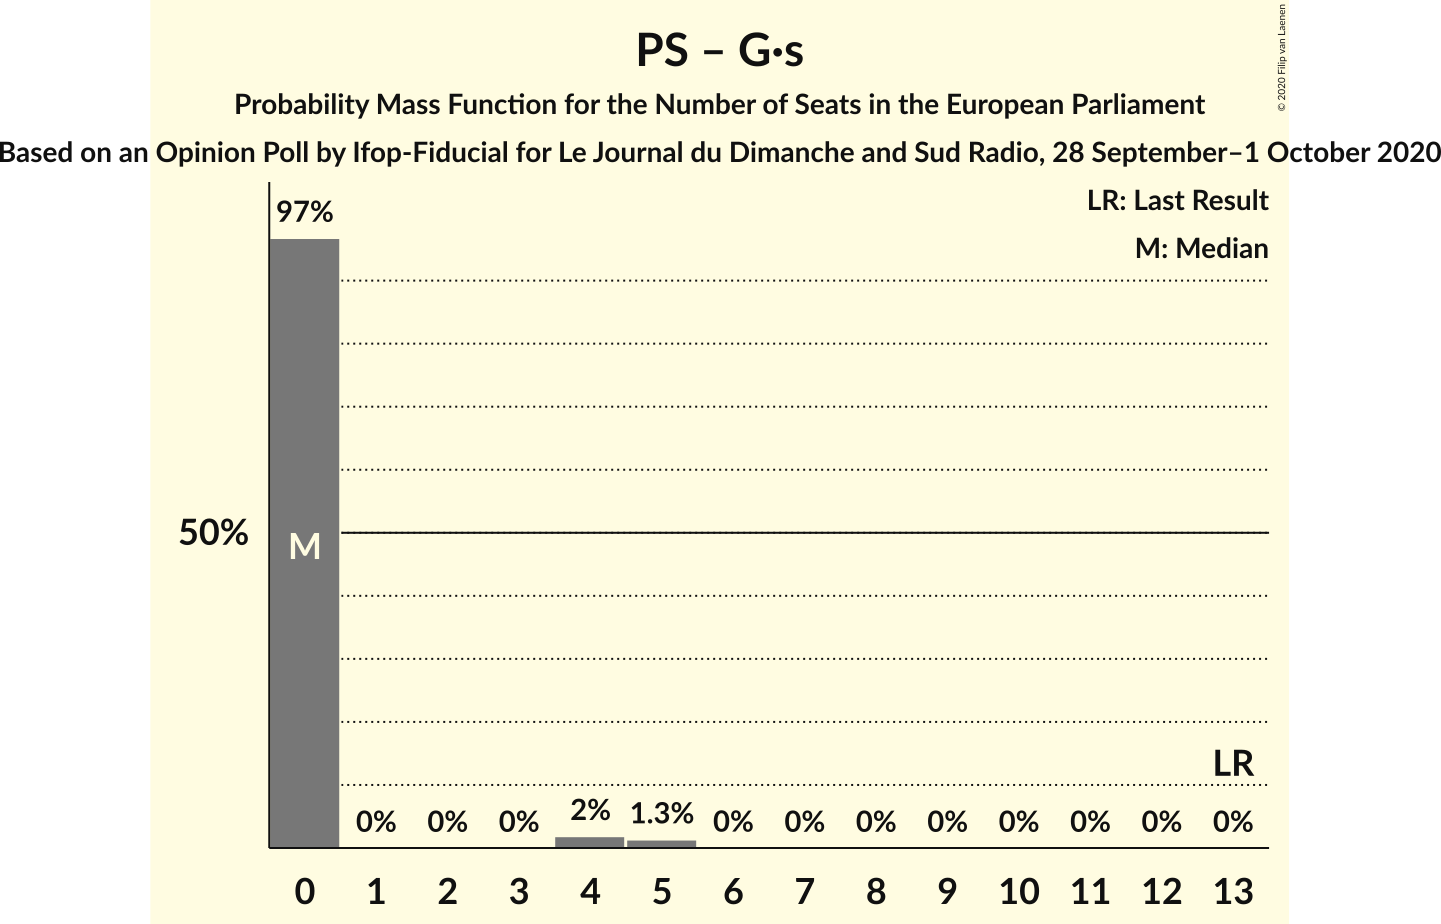 PS – G•s
Probability Mass Function for the Number of Seats in the European Parliament
Based on an Opinion Poll by Ifop-Fiducial for Le Journal du Dimanche and Sud Radio, 28 September–1 October 2020
© 2020 Filip van Laenen
LR: Last Result
M: Median
97%
50%
M
LR
0% 0% 0% 2% 1.3% 0% 0% 0% 0% 0% 0% 0% 0%
0 1 2 3 4 5 6 7 8 9 10 11 12 13